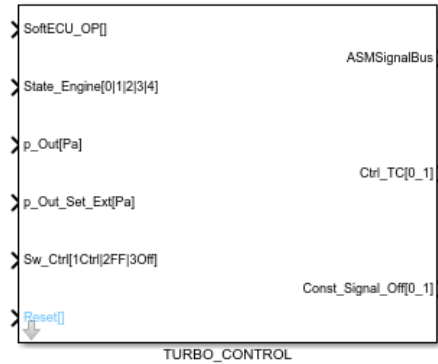 SoftECU_OP[]
ASMSignalBus
State_Engine[0|1|2|3|4]
p_Out[Pa]
Ctrl_TC[0_1]
p_Out_Set_Ext[Pa]
Sw_Ctrl[1Ctrl|2FF|3Off]
Const_Signal_Off[0_1]
Reset[]
TURBO_CONTROL